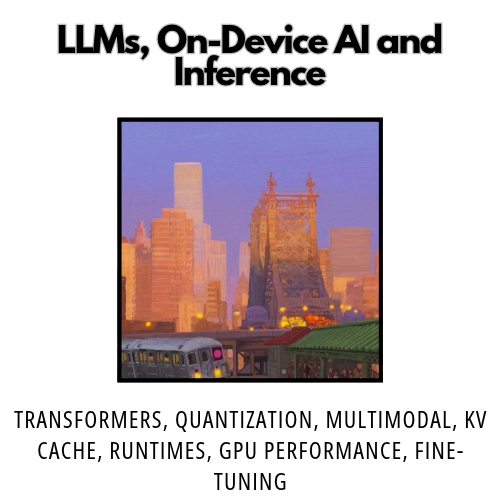 LLMs, On-Device AI and
Inference
TRANSFORMERS, QUANTIZATION, MULTIMODAL, KV
CACHE, RUNTIMES, GPU PERFORMANCE, FINE-
TUNING